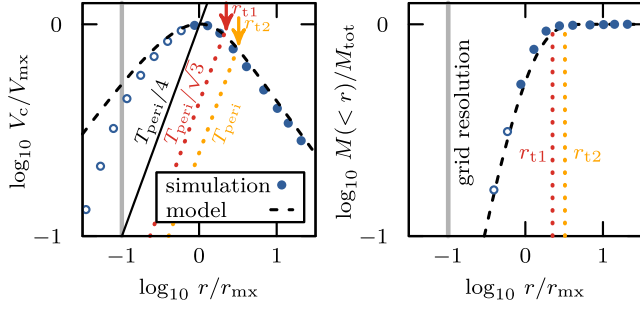 log₁₀ V_c/V_mx
0
−1
r_t1
r_t2
T_peri/4
T_peri/√3
T_peri
simulation
model
−1
0
1
log₁₀ r/r_mx
log₁₀ M(< r)/M_tot
0
−1
grid resolution
r_t1
r_t2
−1
0
1
log₁₀ r/r_mx